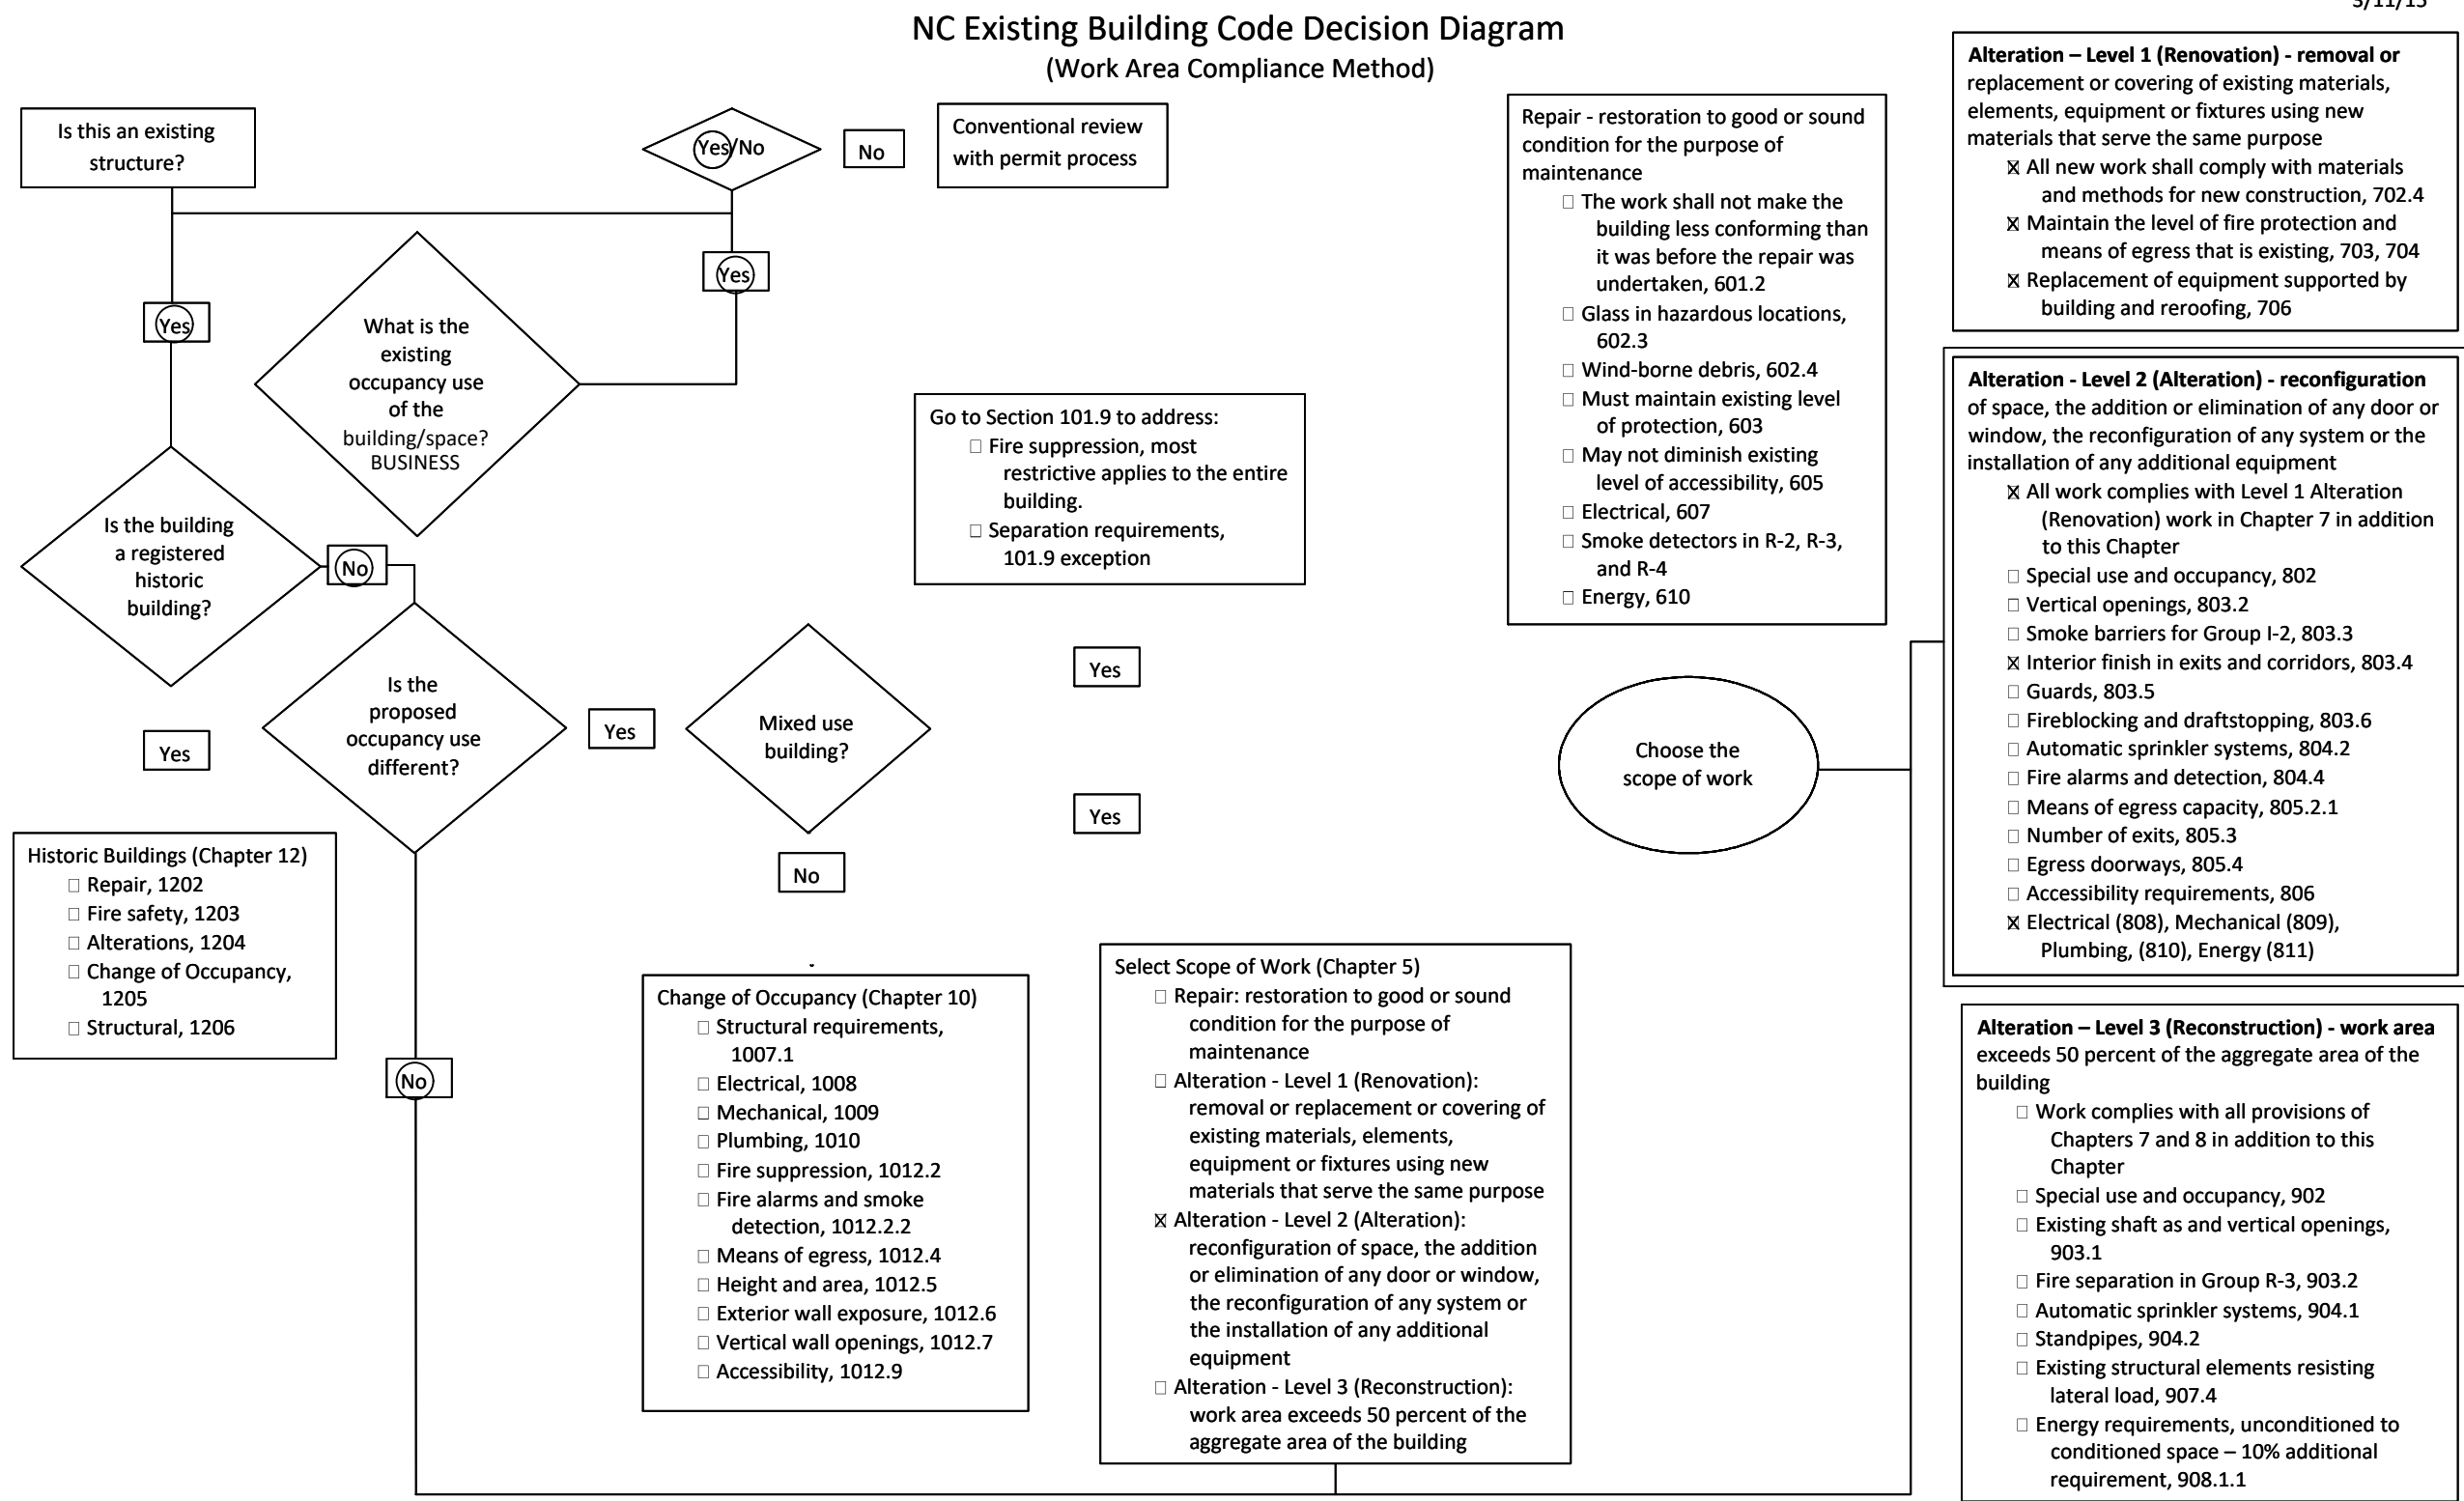 3/11/15
NC Existing Building Code Decision Diagram
(Work Area Compliance Method)
Is this an existing
structure?
Yes/No
No
Conventional review
with permit process
Yes
Yes
What is the
existing
occupancy use
of the
building/space?
BUSINESS
Is the building
a registered
historic
building?
No
Yes
Is the
proposed
occupancy use
different?
Yes
Mixed use
building?
Yes
Yes
No
No
Go to Section 101.9 to address:
☐ Fire suppression, most
restrictive applies to the entire
building.
☐ Separation requirements,
101.9 exception
Historic Buildings (Chapter 12)
☐ Repair, 1202
☐ Fire safety, 1203
☐ Alterations, 1204
☐ Change of Occupancy,
1205
☐ Structural, 1206
Change of Occupancy (Chapter 10)
☐ Structural requirements,
1007.1
☐ Electrical, 1008
☐ Mechanical, 1009
☐ Plumbing, 1010
☐ Fire suppression, 1012.2
☐ Fire alarms and smoke
detection, 1012.2.2
☐ Means of egress, 1012.4
☐ Height and area, 1012.5
☐ Exterior wall exposure, 1012.6
☐ Vertical wall openings, 1012.7
☐ Accessibility, 1012.9
Select Scope of Work (Chapter 5)
☐ Repair: restoration to good or sound
condition for the purpose of
maintenance
☐ Alteration - Level 1 (Renovation):
removal or replacement or covering of
existing materials, elements,
equipment or fixtures using new
materials that serve the same purpose
☒ Alteration - Level 2 (Alteration):
reconfiguration of space, the addition
or elimination of any door or window,
the reconfiguration of any system or
the installation of any additional
equipment
☐ Alteration - Level 3 (Reconstruction):
work area exceeds 50 percent of the
aggregate area of the building
Choose the
scope of work
Repair - restoration to good or sound
condition for the purpose of
maintenance
☐ The work shall not make the
building less conforming than
it was before the repair was
undertaken, 601.2
☐ Glass in hazardous locations,
602.3
☐ Wind-borne debris, 602.4
☐ Must maintain existing level
of protection, 603
☐ May not diminish existing
level of accessibility, 605
☐ Electrical, 607
☐ Smoke detectors in R-2, R-3,
and R-4
☐ Energy, 610
Alteration – Level 1 (Renovation) - removal or
replacement or covering of existing materials,
elements, equipment or fixtures using new
materials that serve the same purpose
☒ All new work shall comply with materials
and methods for new construction, 702.4
☒ Maintain the level of fire protection and
means of egress that is existing, 703, 704
☒ Replacement of equipment supported by
building and reroofing, 706
Alteration - Level 2 (Alteration) - reconfiguration
of space, the addition or elimination of any door or
window, the reconfiguration of any system or the
installation of any additional equipment
☒ All work complies with Level 1 Alteration
(Renovation) work in Chapter 7 in addition
to this Chapter
☐ Special use and occupancy, 802
☐ Vertical openings, 803.2
☐ Smoke barriers for Group I-2, 803.3
☒ Interior finish in exits and corridors, 803.4
☐ Guards, 803.5
☐ Fireblocking and draftstopping, 803.6
☐ Automatic sprinkler systems, 804.2
☐ Fire alarms and detection, 804.4
☐ Means of egress capacity, 805.2.1
☐ Number of exits, 805.3
☐ Egress doorways, 805.4
☐ Accessibility requirements, 806
☒ Electrical (808), Mechanical (809),
Plumbing, (810), Energy (811)
Alteration – Level 3 (Reconstruction) - work area
exceeds 50 percent of the aggregate area of the
building
☐ Work complies with all provisions of
Chapters 7 and 8 in addition to this
Chapter
☐ Special use and occupancy, 902
☐ Existing shaft as and vertical openings,
903.1
☐ Fire separation in Group R-3, 903.2
☐ Automatic sprinkler systems, 904.1
☐ Standpipes, 904.2
☐ Existing structural elements resisting
lateral load, 907.4
☐ Energy requirements, unconditioned to
conditioned space – 10% additional
requirement, 908.1.1